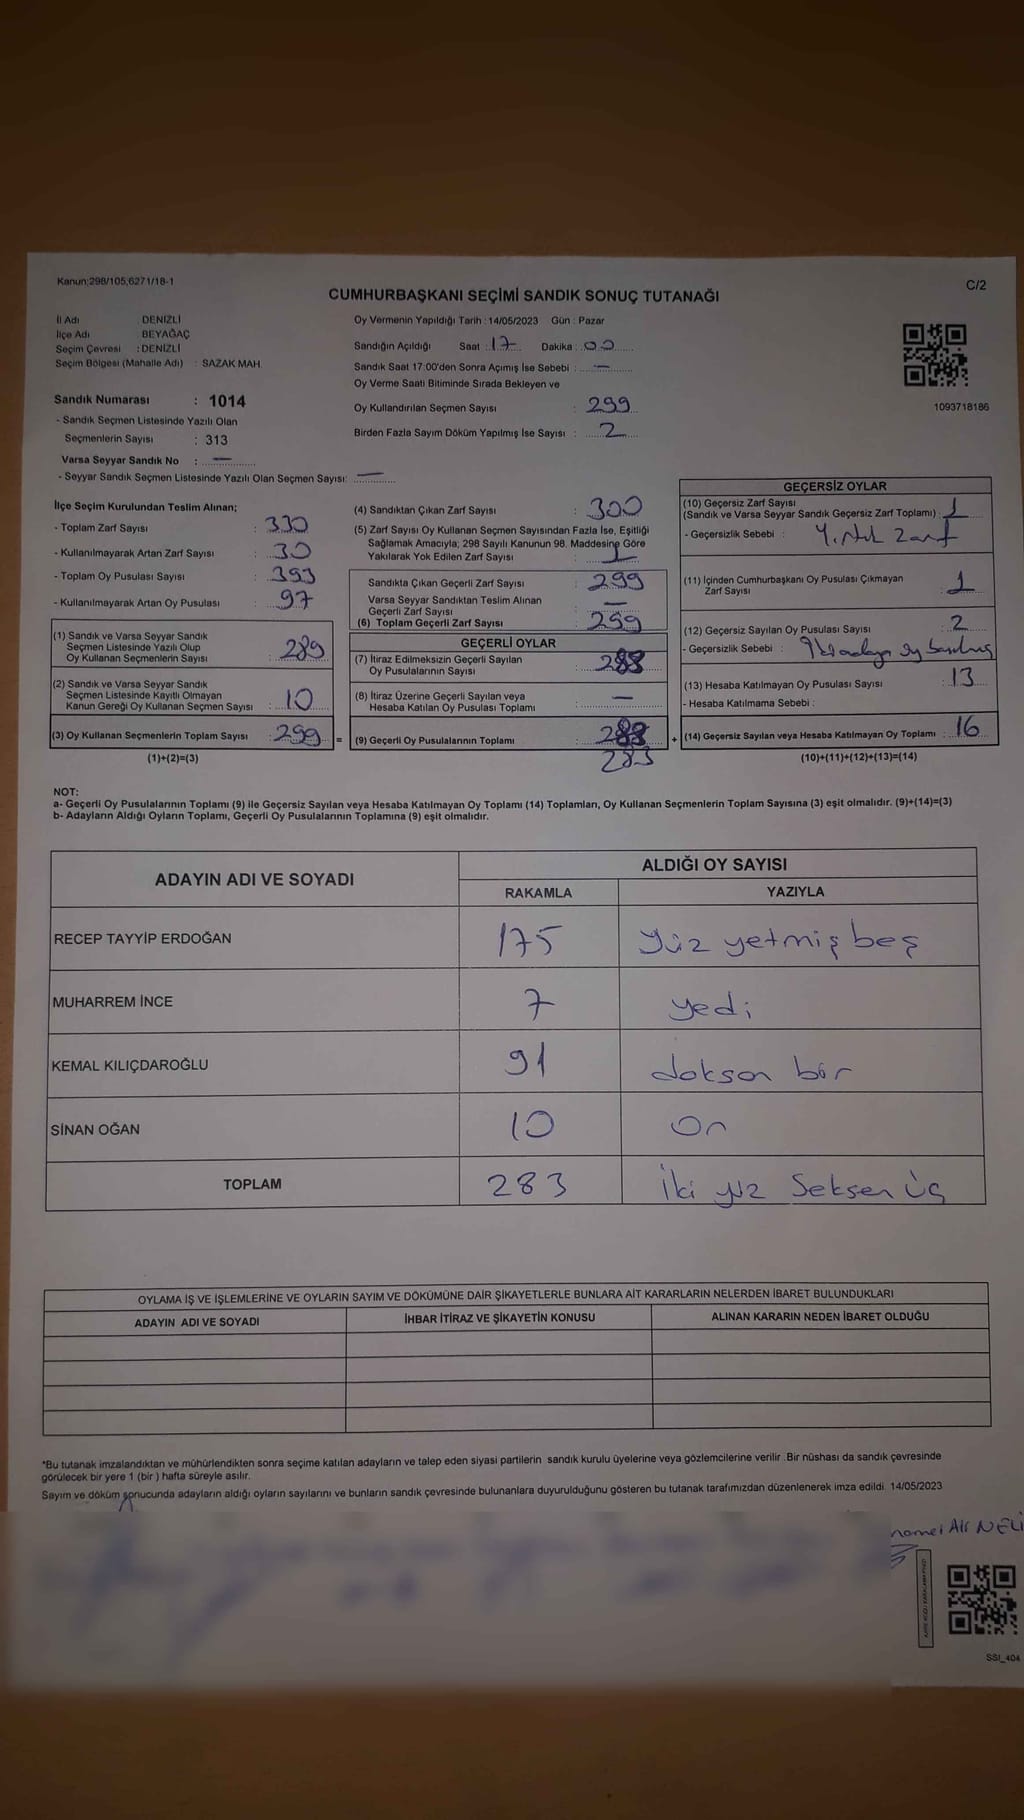 Kanun:298/105,6271/18-1
C/2
CUMHURBAŞKANI SEÇİMİ SANDIK SONUÇ TUTANAĞI
İl Adı DENİZLİ
İlçe Adı BEYAĞAÇ
Seçim Çevresi : DENİZLİ
Seçim Bölgesi (Mahalle Adı) : SAZAK MAH.
Sandık Numarası : 1014
- Sandık Seçmen Listesinde Yazılı Olan
Seçmenlerin Sayısı : 313
Varsa Seyyar Sandık No : —
- Seyyar Sandık Seçmen Listesinde Yazılı Olan Seçmen Sayısı: —
Oy Vermenin Yapıldığı Tarih : 14/05/2023 Gün : Pazar
Sandığın Açıldığı Saat : 17 Dakika : 00
Sandık Saat 17:00'den Sonra Açımış İse Sebebi : —
Oy Verme Saati Bitiminde Sırada Bekleyen ve
Oy Kullandırılan Seçmen Sayısı : 299
Birden Fazla Sayım Döküm Yapılmış İse Sayısı : 2
1093718186
İlçe Seçim Kurulundan Teslim Alınan;
- Toplam Zarf Sayısı : 330
- Kullanılmayarak Artan Zarf Sayısı : 30
- Toplam Oy Pusulası Sayısı : 393
- Kullanılmayarak Artan Oy Pusulası : 97
(1) Sandık ve Varsa Seyyar Sandık
Seçmen Listesinde Yazılı Olup
Oy Kullanan Seçmenlerin Sayısı : 289
(2) Sandık ve Varsa Seyyar Sandık
Seçmen Listesinde Kayıtlı Olmayan
Kanun Gereği Oy Kullanan Seçmen Sayısı : 10
(3) Oy Kullanan Seçmenlerin Toplam Sayısı : 299 =
(1)+(2)=(3)
(4) Sandıktan Çıkan Zarf Sayısı : 300
(5) Zarf Sayısı Oy Kullanan Seçmen Sayısından Fazla İse, Eşitliği
Sağlamak Amacıyla; 298 Sayılı Kanunun 98. Maddesine Göre
Yakılarak Yok Edilen Zarf Sayısı : 1
Sandıkta Çıkan Geçerli Zarf Sayısı : 299
Varsa Seyyar Sandıktan Teslim Alınan
Geçerli Zarf Sayısı : —
(6) Toplam Geçerli Zarf Sayısı : 299
GEÇERLİ OYLAR
(7) İtiraz Edilmeksizin Geçerli Sayılan
Oy Pusulalarının Sayısı : 283
(8) İtiraz Üzerine Geçerli Sayılan veya
Hesaba Katılan Oy Pusulası Toplamı : —
(9) Geçerli Oy Pusulalarının Toplamı : 283 +
283
GEÇERSİZ OYLAR
(10) Geçersiz Zarf Sayısı
(Sandık ve Varsa Seyyar Sandık Geçersiz Zarf Toplamı) : 1
- Geçersizlik Sebebi : Yırtık Zarf
(11) İçinden Cumhurbaşkanı Oy Pusulası Çıkmayan
Zarf Sayısı : 1
(12) Geçersiz Sayılan Oy Pusulası Sayısı : 2
- Geçersizlik Sebebi :
(13) Hesaba Katılmayan Oy Pusulası Sayısı : 13
- Hesaba Katılmama Sebebi :
(14) Geçersiz Sayılan veya Hesaba Katılmayan Oy Toplamı : 16
(10)+(11)+(12)+(13)=(14)
NOT:
a- Geçerli Oy Pusulalarının Toplamı (9) ile Geçersiz Sayılan veya Hesaba Katılmayan Oy Toplamı (14) Toplamları, Oy Kullanan Seçmenlerin Toplam Sayısına (3) eşit olmalıdır. (9)+(14)=(3)
b- Adayların Aldığı Oyların Toplamı, Geçerli Oy Pusulalarının Toplamına (9) eşit olmalıdır.
ADAYIN ADI VE SOYADI ALDIĞI OY SAYISI
RAKAMLA YAZIYLA
RECEP TAYYİP ERDOĞAN 175 Yüz yetmiş beş
MUHARREM İNCE 7 yedi
KEMAL KILIÇDAROĞLU 91 doksan bir
SİNAN OĞAN 10 On
TOPLAM 283 İki yüz Seksen üç
OYLAMA İŞ VE İŞLEMLERİNE VE OYLARIN SAYIM VE DÖKÜMÜNE DAİR ŞİKAYETLERLE BUNLARA AİT KARARLARIN NELERDEN İBARET BULUNDUKLARI
ADAYIN ADI VE SOYADI İHBAR İTİRAZ VE ŞİKAYETİN KONUSU ALINAN KARARIN NEDEN İBARET OLDUĞU
*Bu tutanak imzalandıktan ve mühürlendikten sonra seçime katılan adayların ve talep eden siyasi partilerin sandık kurulu üyelerine veya gözlemcilerine verilir. Bir nüshası da sandık çevresinde
görülecek bir yere 1 (bir) hafta süreyle asılır.
Sayım ve döküm sonucunda adayların aldığı oyların sayılarını ve bunların sandık çevresinde bulunanlara duyurulduğunu gösteren bu tutanak tarafımızdan düzenlenerek imza edildi. 14/05/2023
SSI_404